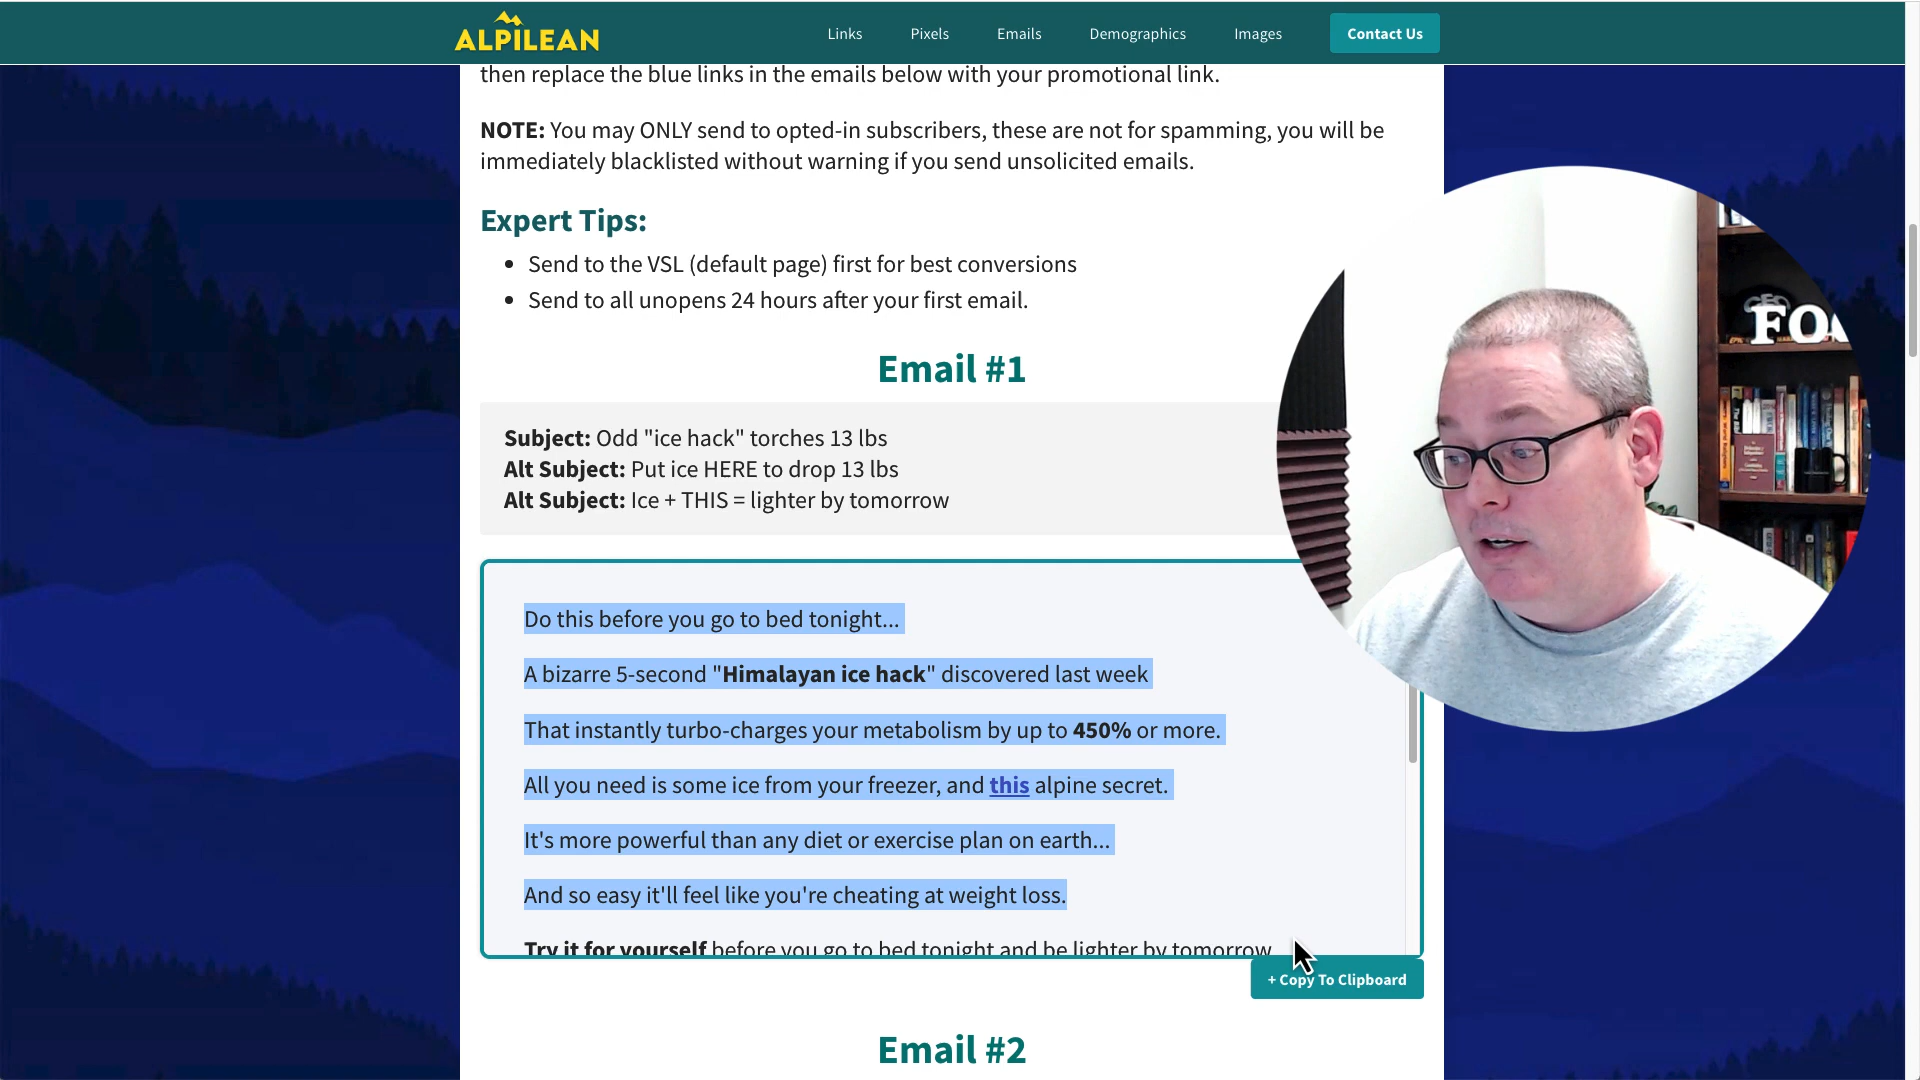 ALPILEAN
Links
Pixels
Emails
Demographics
Images
Contact Us
then replace the blue links in the emails below with your promotional link.
NOTE: You may ONLY send to opted-in subscribers, these are not for spamming, you will be
immediately blacklisted without warning if you send unsolicited emails.
Expert Tips:
Send to the VSL (default page) first for best conversions
Send to all unopens 24 hours after your first email.
Email #1
Subject: Odd "ice hack" torches 13 lbs
Alt Subject: Put ice HERE to drop 13 lbs
Alt Subject: Ice + THIS = lighter by tomorrow
Do this before you go to bed tonight...
A bizarre 5-second "Himalayan ice hack" discovered last week
That instantly turbo-charges your metabolism by up to 450% or more.
All you need is some ice from your freezer, and this alpine secret.
It's more powerful than any diet or exercise plan on earth...
And so easy it'll feel like you're cheating at weight loss.
Try it for yourself before you go to bed tonight and be lighter by tomorrow
+ Copy To Clipboard
Email #2